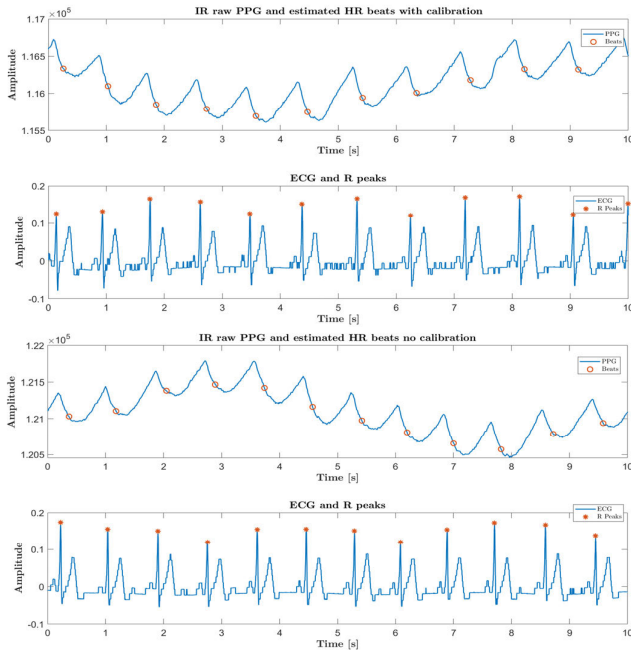 IR raw PPG and estimated HR beats with calibration
×10⁵
1.17
1.165
1.16
1.155
Amplitude
PPG
Beats
0 1 2 3 4 5 6 7 8 9 10
Time [s]
ECG and R peaks
0.2
0.1
0
-0.1
Amplitude
ECG
R Peaks
0 1 2 3 4 5 6 7 8 9 10
Time [s]
IR raw PPG and estimated HR beats no calibration
×10⁵
1.222
1.215
1.21
1.205
Amplitude
PPG
Beats
0 1 2 3 4 5 6 7 8 9 10
Time [s]
ECG and R peaks
0.2
0.1
0
-0.1
Amplitude
ECG
R Peaks
0 1 2 3 4 5 6 7 8 9 10
Time [s]